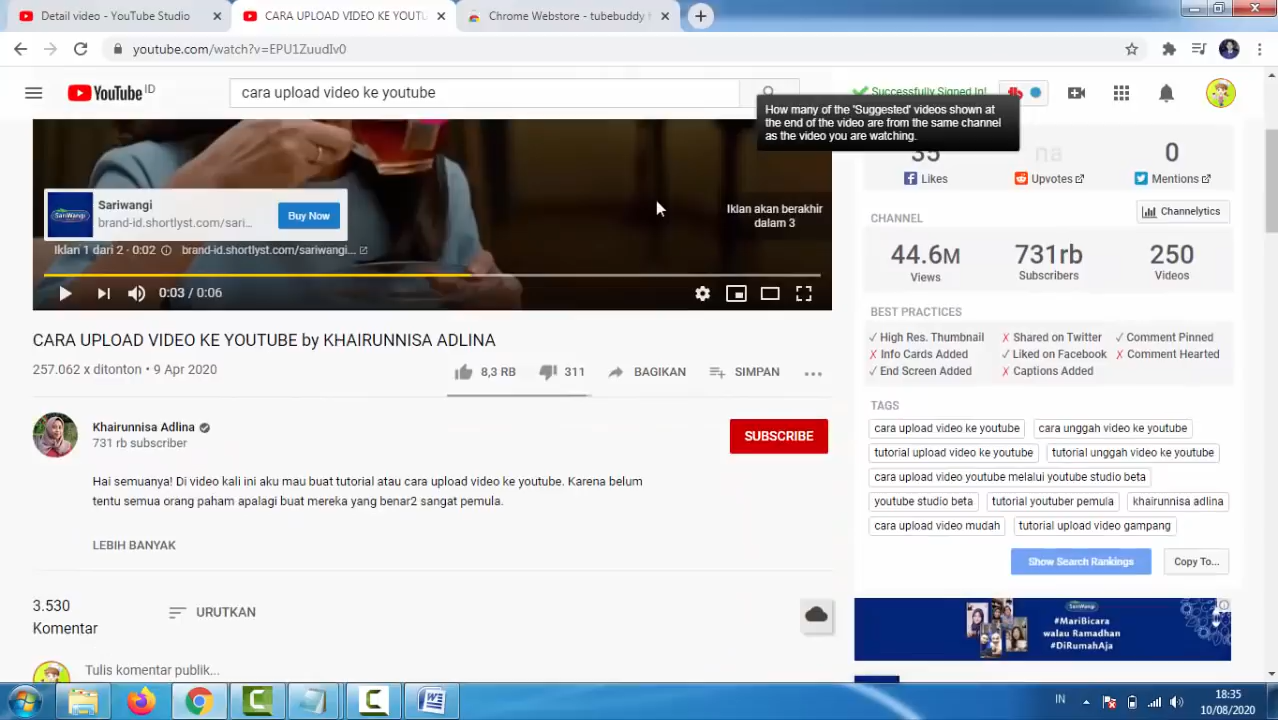 Detail video - YouTube Studio
CARA UPLOAD VIDEO KE YOUTU
Chrome Webstore - tubebuddy
youtube.com/watch?v=EPU1ZuudIv0
YouTube ID
cara upload video ke youtube
Successfully Signed In!
How many of the 'Suggested' videos shown at
the end of the video are from the same channel
as the video you are watching.
35
na
0
Likes
Upvotes
Mentions
CHANNEL
Channelytics
44.6M
731rb
250
Views
Subscribers
Videos
BEST PRACTICES
✓ High Res. Thumbnail
✗ Shared on Twitter
✓ Comment Pinned
✗ Info Cards Added
✓ Liked on Facebook
✗ Comment Hearted
✓ End Screen Added
✗ Captions Added
TAGS
cara upload video ke youtube
cara unggah video ke youtube
tutorial upload video ke youtube
tutorial unggah video ke youtube
cara upload video youtube melalui youtube studio beta
youtube studio beta
tutorial youtuber pemula
khairunnisa adlina
cara upload video mudah
tutorial upload video gampang
Show Search Rankings
Copy To...
SariWangi
#MariBicara
walau Ramadhan
#DiRumahAja
SariWangi
Sariwangi
brand-id.shortlyst.com/sari...
Buy Now
Iklan akan berakhir
dalam 3
Iklan 1 dari 2 · 0:02
brand-id.shortlyst.com/sariwangi...
0:03 / 0:06
CARA UPLOAD VIDEO KE YOUTUBE by KHAIRUNNISA ADLINA
257.062 x ditonton • 9 Apr 2020
8,3 RB
311
BAGIKAN
SIMPAN
Khairunnisa Adlina
731 rb subscriber
SUBSCRIBE
Hai semuanya! Di video kali ini aku mau buat tutorial atau cara upload video ke youtube. Karena belum
tentu semua orang paham apalagi buat mereka yang benar2 sangat pemula.
LEBIH BANYAK
3.530
Komentar
URUTKAN
Tulis komentar publik...
IN
18:35
10/08/2020